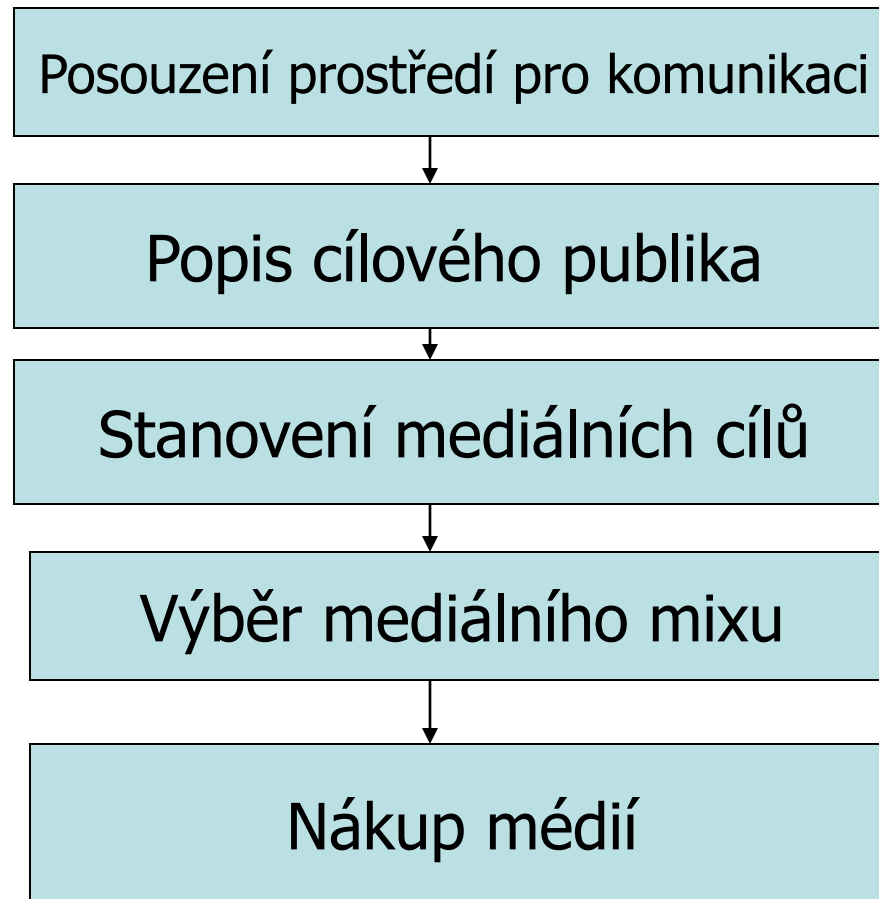 Posouzení prostředí pro komunikaci
Popis cílového publika
Stanovení mediálních cílů
Výběr mediálního mixu
Nákup médií